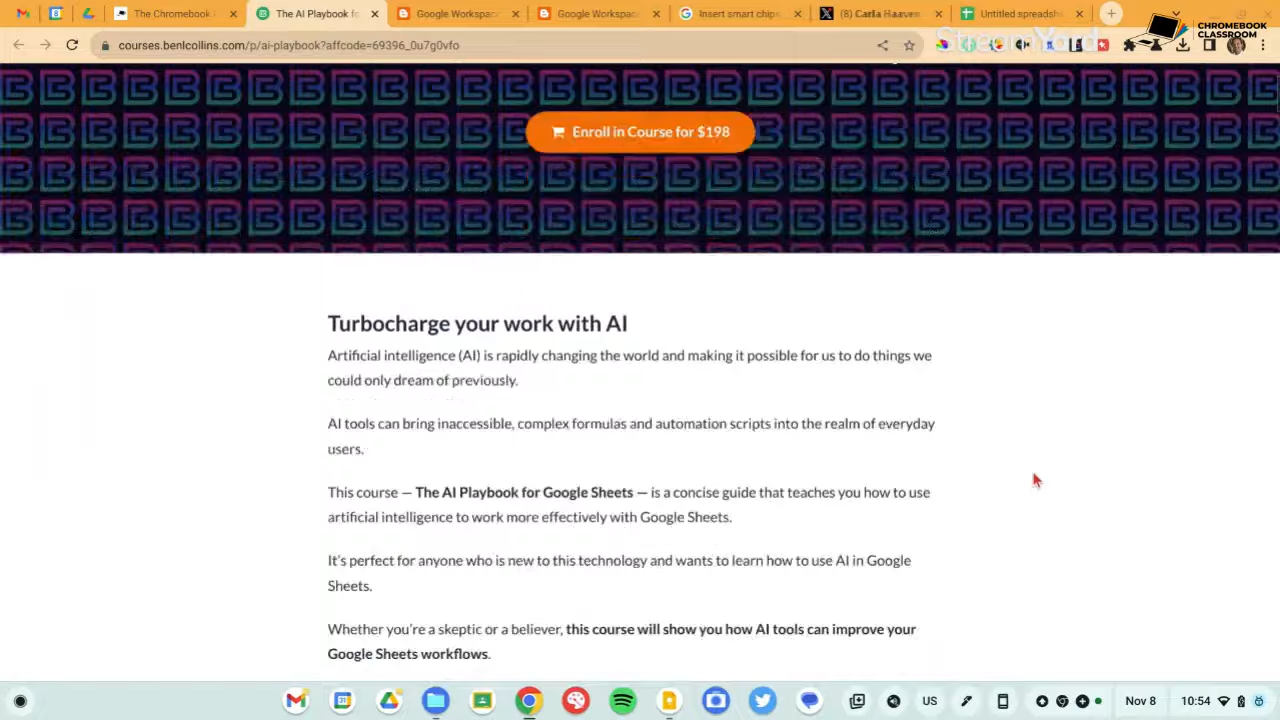 The Chromebook
The AI Playbook fo
Google Workspac
Google Workspac
Insert smart chips
(8) Carla Raaven
Untitled spreadsh
CHROMEBOOK
CLASSROOM
courses.benlcollins.com/p/ai-playbook?affcode=69396_0u7g0vfo
StreamYard
Enroll in Course for $198
Turbocharge your work with AI
Artificial intelligence (AI) is rapidly changing the world and making it possible for us to do things we
could only dream of previously.
AI tools can bring inaccessible, complex formulas and automation scripts into the realm of everyday
users.
This course — The AI Playbook for Google Sheets — is a concise guide that teaches you how to use
artificial intelligence to work more effectively with Google Sheets.
It's perfect for anyone who is new to this technology and wants to learn how to use AI in Google
Sheets.
Whether you're a skeptic or a believer, this course will show you how AI tools can improve your
Google Sheets workflows.
US
Nov 8
10:54